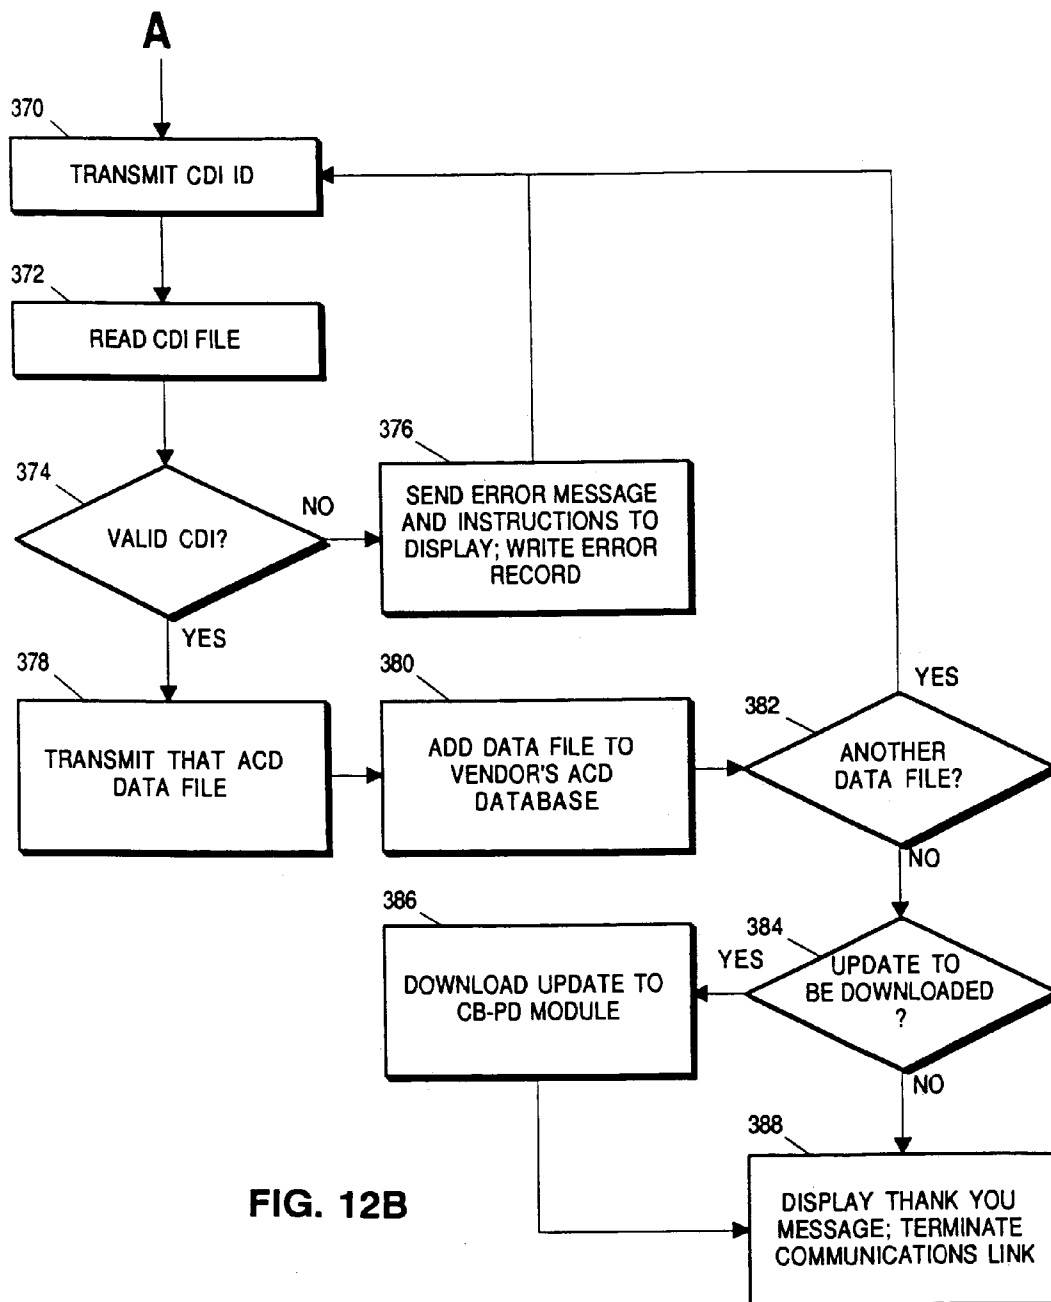 A
370
TRANSMIT CDI ID
372
READ CDI FILE
374
VALID CDI?
NO
YES
376
SEND ERROR MESSAGE
AND INSTRUCTIONS TO
DISPLAY; WRITE ERROR
RECORD
378
TRANSMIT THAT ACD
DATA FILE
380
ADD DATA FILE TO
VENDOR'S ACD
DATABASE
382
YES
ANOTHER
DATA FILE?
NO
384
YES
UPDATE TO
BE DOWNLOADED
?
NO
386
DOWNLOAD UPDATE TO
CB-PD MODULE
388
DISPLAY THANK YOU
MESSAGE; TERMINATE
COMMUNICATIONS LINK
FIG. 12B